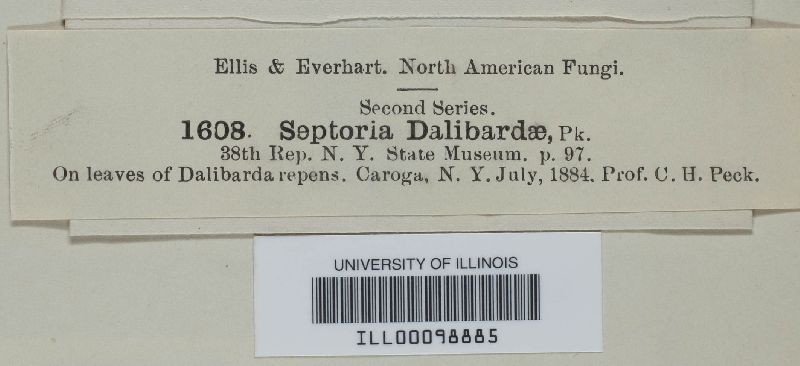 Ellis & Everhart. North American Fungi.
Second Series.
1608. Septoria Dalibardæ, Pk.
38th Rep. N. Y. State Museum. p. 97.
On leaves of Dalibarda repens. Caroga, N. Y. July, 1884. Prof. C. H. Peck.
UNIVERSITY OF ILLINOIS
ILL00098885